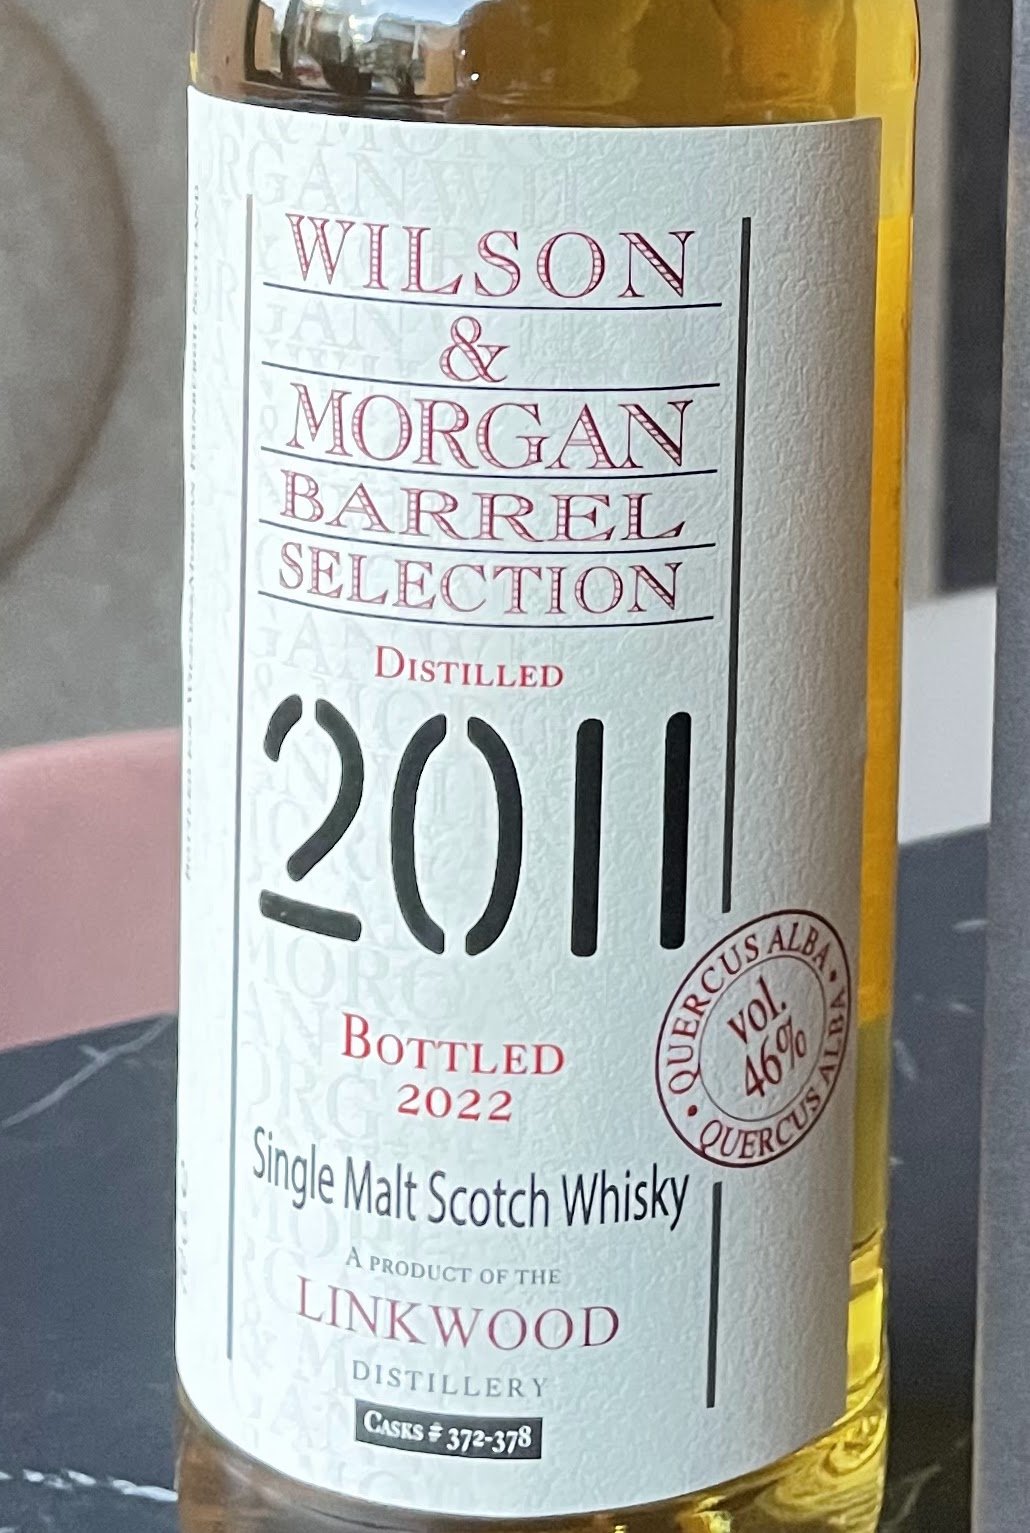 WILSON
&
MORGAN
BARREL
SELECTION
DISTILLED
2011
BOTTLED
2022
QUERCUS ALBA • QUERCUS ALBA •
vol.
46%
Single Malt Scotch Whisky
A PRODUCT OF THE
LINKWOOD
DISTILLERY
CASKS # 372-378